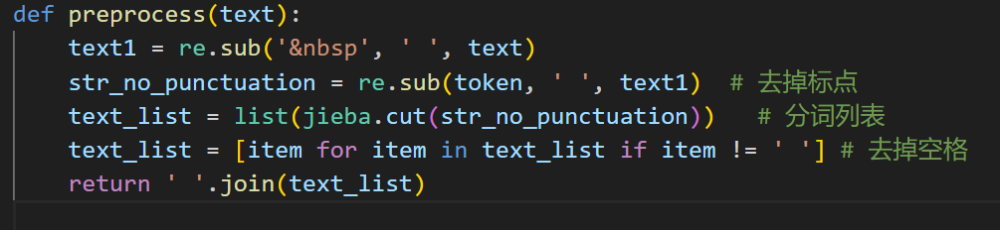 def preprocess(text):
    text1 = re.sub('&nbsp', ' ', text)
    str_no_punctuation = re.sub(token, ' ', text1)  # 去掉标点
    text_list = list(jieba.cut(str_no_punctuation))   # 分词列表
    text_list = [item for item in text_list if item != ' '] # 去掉空格
    return ' '.join(text_list)